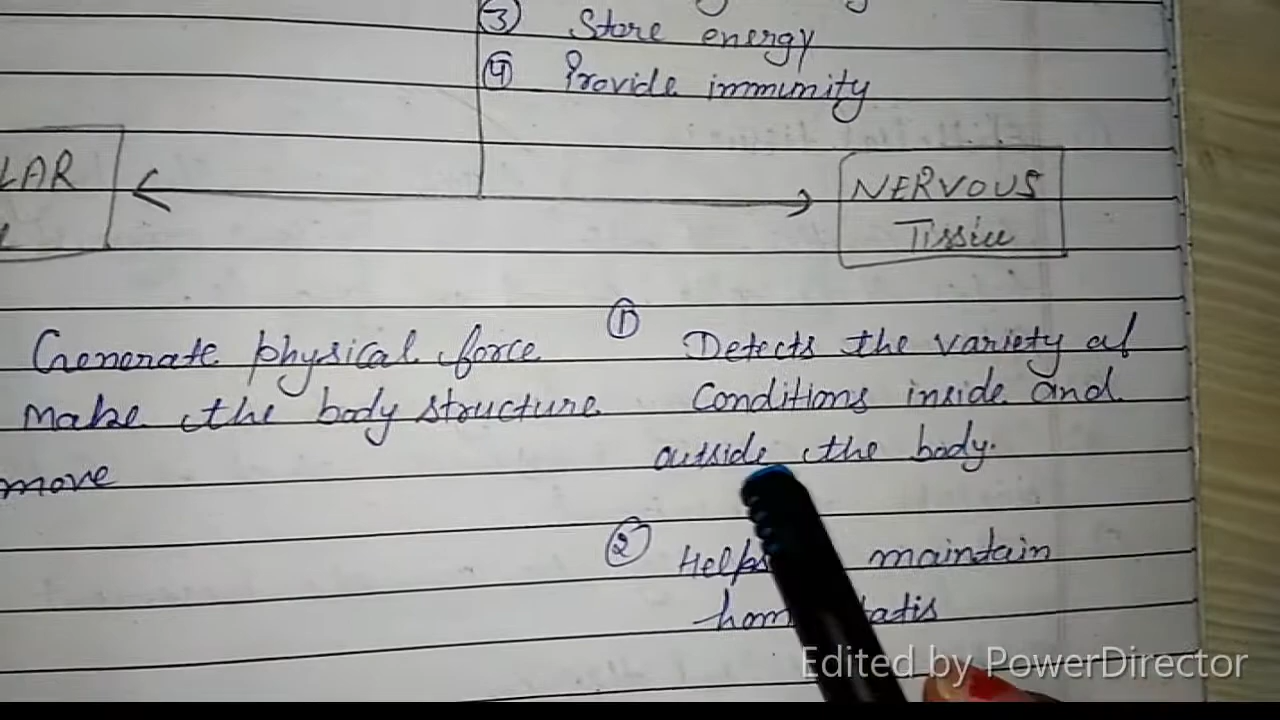 ③ Store energy
④ Provide immunity
LAR
NERVOUS
Tissue
Generate physical force
make the body structure
move
① Detects the variety of
Conditions inside and
outside the body.
② Helps maintain
Edited by PowerDirector